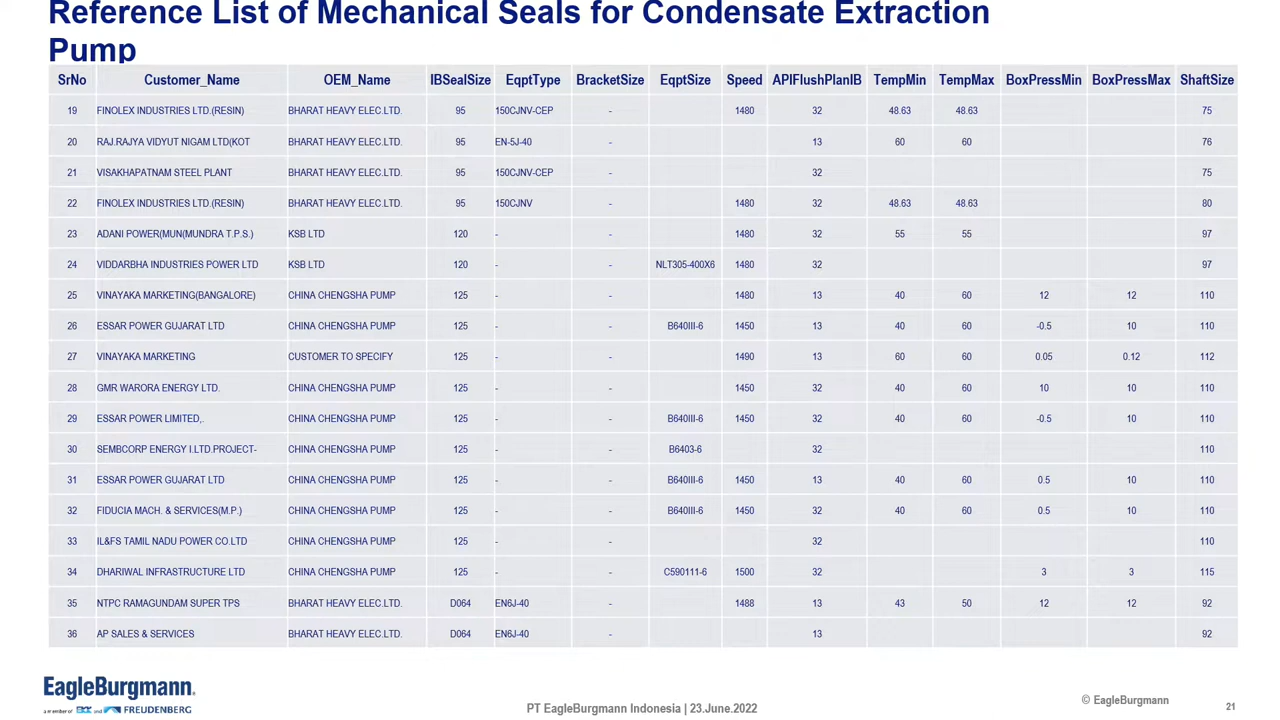 Reference List of Mechanical Seals for Condensate Extraction
Pump
SrNo Customer_Name OEM_Name IBSealSize EqptType BracketSize EqptSize Speed APIFlushPlanIB TempMin TempMax BoxPressMin BoxPressMax ShaftSize
19 FINOLEX INDUSTRIES LTD.(RESIN) BHARAT HEAVY ELEC.LTD. 95 150CJNV-CEP - 1480 32 48.63 48.63 75
20 RAJ.RAJYA VIDYUT NIGAM LTD(KOT BHARAT HEAVY ELEC.LTD. 95 EN-5J-40 - 13 60 60 76
21 VISAKHAPATNAM STEEL PLANT BHARAT HEAVY ELEC.LTD. 95 150CJNV-CEP - 32 75
22 FINOLEX INDUSTRIES LTD.(RESIN) BHARAT HEAVY ELEC.LTD. 95 150CJNV - 1480 32 48.63 48.63 80
23 ADANI POWER(MUN(MUNDRA T.P.S.) KSB LTD 120 - - 1480 32 55 55 97
24 VIDDARBHA INDUSTRIES POWER LTD KSB LTD 120 - - NLT305-400X6 1480 32 97
25 VINAYAKA MARKETING(BANGALORE) CHINA CHENGSHA PUMP 125 - - 1480 13 40 60 12 12 110
26 ESSAR POWER GUJARAT LTD CHINA CHENGSHA PUMP 125 - - B640III-6 1450 13 40 60 -0.5 10 110
27 VINAYAKA MARKETING CUSTOMER TO SPECIFY 125 - - 1490 13 60 60 0.05 0.12 112
28 GMR WARORA ENERGY LTD. CHINA CHENGSHA PUMP 125 - - 1450 32 40 60 10 10 110
29 ESSAR POWER LIMITED,. CHINA CHENGSHA PUMP 125 - - B640III-6 1450 32 40 60 -0.5 10 110
30 SEMBCORP ENERGY I.LTD.PROJECT- CHINA CHENGSHA PUMP 125 - - B6403-6 32 110
31 ESSAR POWER GUJARAT LTD CHINA CHENGSHA PUMP 125 - - B640III-6 1450 13 40 60 0.5 10 110
32 FIDUCIA MACH. & SERVICES(M.P.) CHINA CHENGSHA PUMP 125 - - B640III-6 1450 32 40 60 0.5 10 110
33 IL&FS TAMIL NADU POWER CO.LTD CHINA CHENGSHA PUMP 125 - - 32 110
34 DHARIWAL INFRASTRUCTURE LTD CHINA CHENGSHA PUMP 125 - - C590111-6 1500 32 3 3 115
35 NTPC RAMAGUNDAM SUPER TPS BHARAT HEAVY ELEC.LTD. D064 EN6J-40 - 1488 13 43 50 12 12 92
36 AP SALES & SERVICES BHARAT HEAVY ELEC.LTD. D064 EN6J-40 - 13 92
EagleBurgmann.
a member of EKK and FREUDENBERG
PT EagleBurgmann Indonesia | 23.June.2022
© EagleBurgmann
21